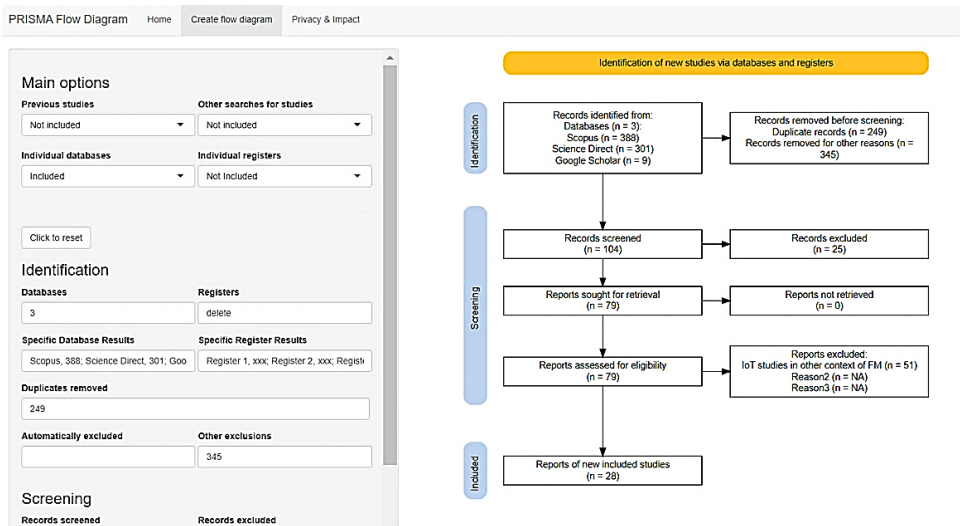 PRISMA Flow Diagram Home Create flow diagram Privacy & Impact
Main options
Previous studies Other searches for studies
Not included Not included
Individual databases Individual registers
Included Not Included
Click to reset
Identification
Databases Registers
3 delete
Specific Database Results Specific Register Results
Scopus, 388; Science Direct, 301; Goo Register 1, xxx; Register 2, xxx; Regist
Duplicates removed
249
Automatically excluded Other exclusions
345
Screening
Records screened Records excluded
Identification of new studies via databases and registers
Identification
Records identified from:
Databases (n = 3):
Scopus (n = 388)
Science Direct (n = 301)
Google Scholar (n = 9)
Records removed before screening:
Duplicate records (n = 249)
Records removed for other reasons (n =
345)
Screening
Records screened
(n = 104)
Records excluded
(n = 25)
Reports sought for retrieval
(n = 79)
Reports not retrieved
(n = 0)
Reports assessed for eligibility
(n = 79)
Reports excluded:
IoT studies in other context of FM (n = 51)
Reason2 (n = NA)
Reason3 (n = NA)
Included
Reports of new included studies
(n = 28)